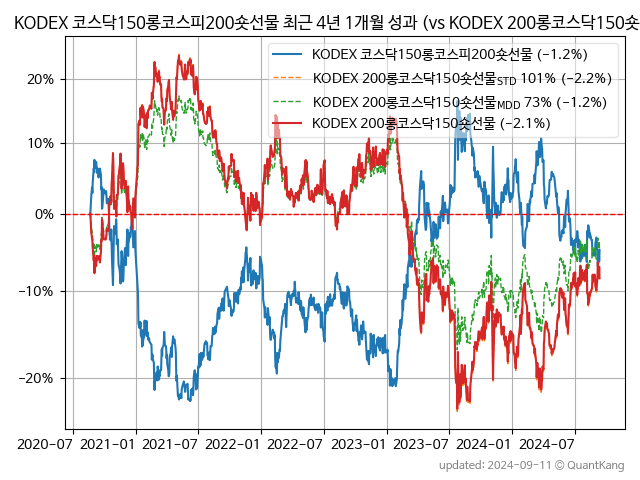 KODEX 코스닥150롱코스피200숏선물 최근 4년 1개월 성과 (vs KODEX 200롱코스닥150숏
KODEX 코스닥150롱코스피200숏선물 (−1.2%)
KODEX 200롱코스닥150숏선물STD 101% (−2.2%)
KODEX 200롱코스닥150숏선물MDD 73% (−1.2%)
KODEX 200롱코스닥150숏선물 (−2.1%)
20%
10%
0%
−10%
−20%
2020−07 2021−01 2021−07 2022−01 2022−07 2023−01 2023−07 2024−01 2024−07
updated: 2024-09-11 © QuantKang